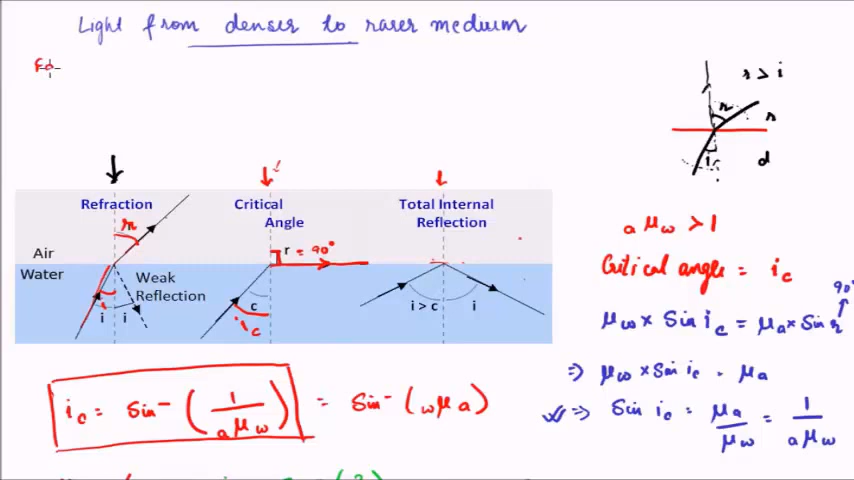 Light from denser to rarer medium
Fo
r > i
r
r
i
d
Refraction
Critical
Angle
Total Internal
Reflection
r
r = 90°
Air
Water
Weak
Reflection
i
i
i
c
i c
i > c
i
aμw > 1
Critical angle = ic
90°
μw × Sin ic = μa × Sin r
⇒ μw × Sin ic = μa
⇒ Sin ic = μa/μw = 1/aμw
ic = Sin⁻ (1/aμw) = Sin⁻ (wμa)